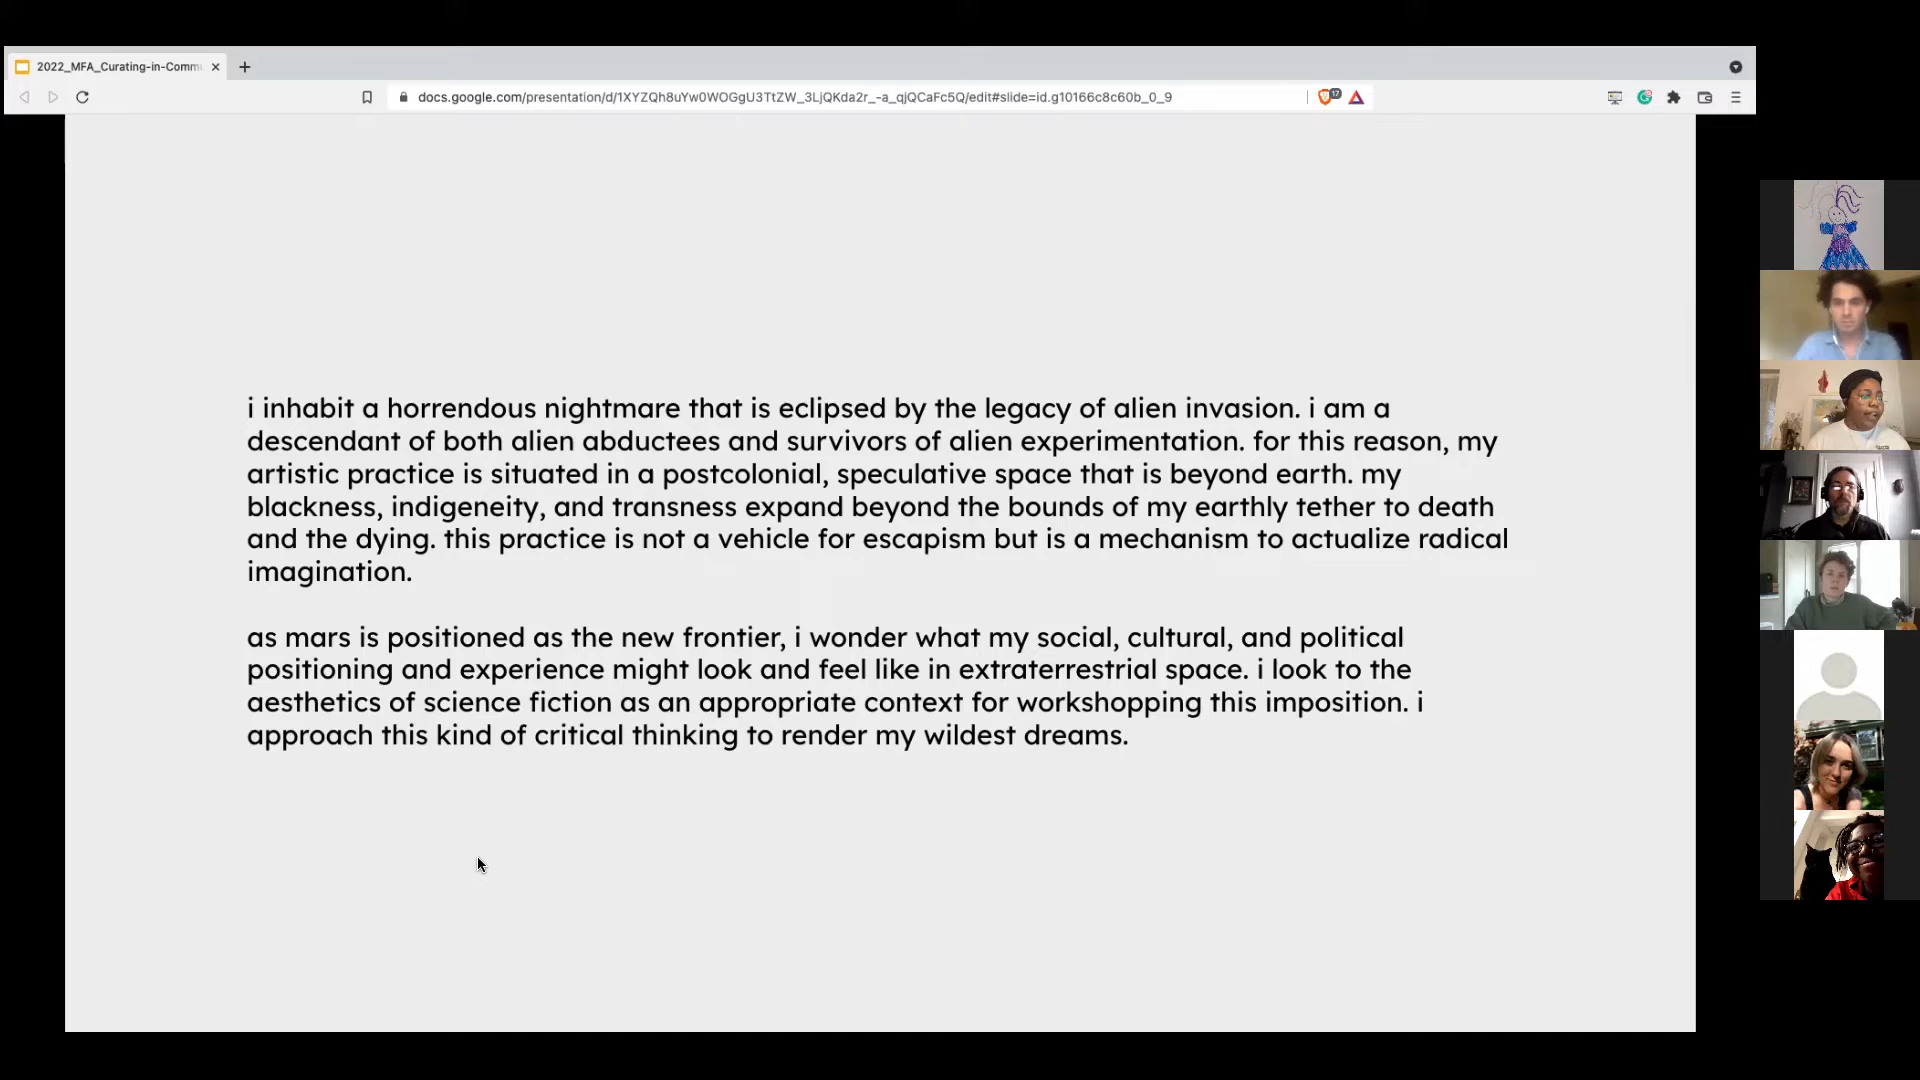 2022_MFA_Curating-in-Comm
docs.google.com/presentation/d/1XYZQh8uYw0WOGgU3TtZW_3LjQKda2r_-a_qjQCaFc5Q/edit#slide=id.g10166c8c60b_0_9
17
i inhabit a horrendous nightmare that is eclipsed by the legacy of alien invasion. i am a
descendant of both alien abductees and survivors of alien experimentation. for this reason, my
artistic practice is situated in a postcolonial, speculative space that is beyond earth. my
blackness, indigeneity, and transness expand beyond the bounds of my earthly tether to death
and the dying. this practice is not a vehicle for escapism but is a mechanism to actualize radical
imagination.
as mars is positioned as the new frontier, i wonder what my social, cultural, and political
positioning and experience might look and feel like in extraterrestrial space. i look to the
aesthetics of science fiction as an appropriate context for workshopping this imposition. i
approach this kind of critical thinking to render my wildest dreams.